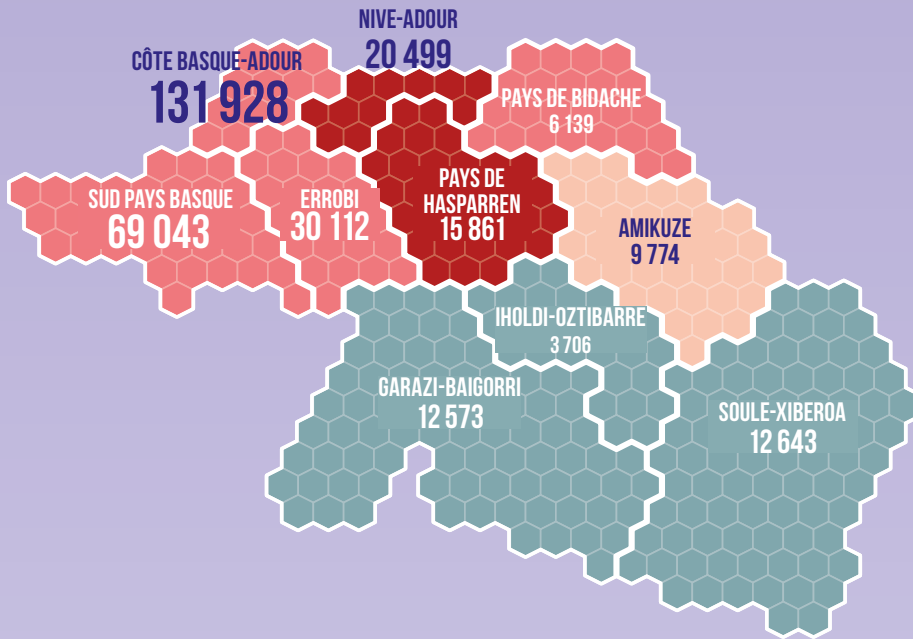 NIVE-ADOUR
20 499
CÔTE BASQUE-ADOUR
131 928
PAYS DE BIDACHE
6 139
SUD PAYS BASQUE
69 043
ERROBI
30 112
PAYS DE
HASPARREN
15 861
AMIKUZE
9 774
IHOLDI-OZTIBARRE
3 706
GARAZI-BAIGORRI
12 573
SOULE-XIBEROA
12 643